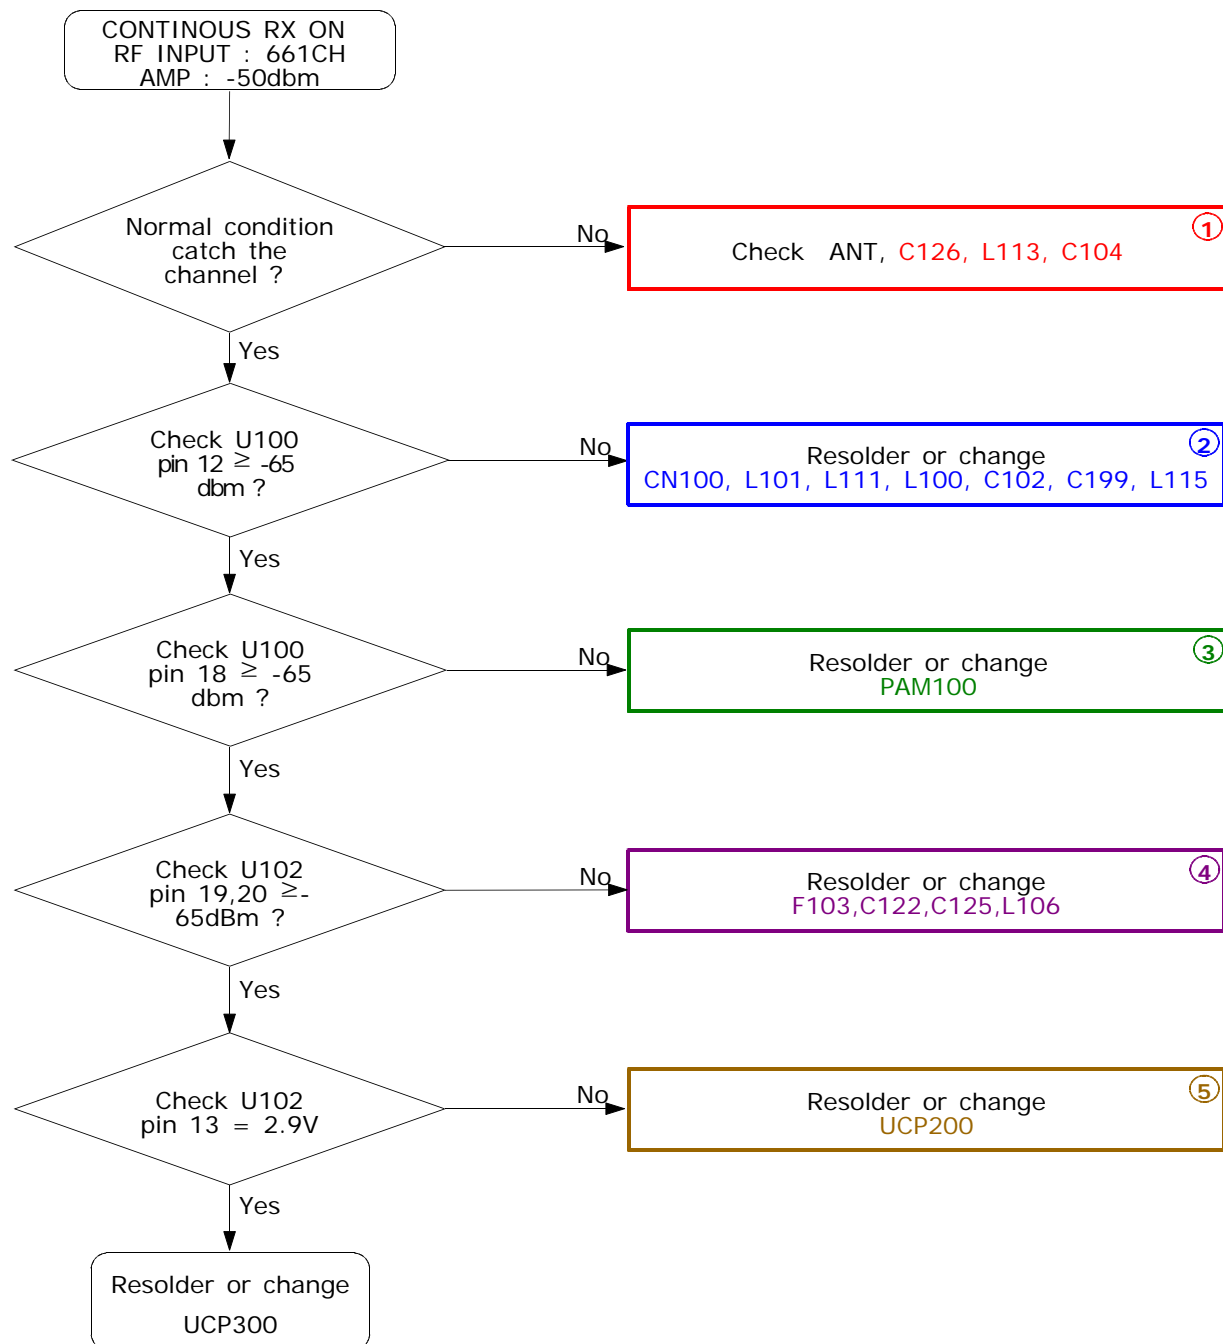 CONTINOUS RX ON
RF INPUT : 661CH
AMP : -50dbm
Normal condition
catch the
channel ?
No
Check ANT, C126, L113, C104
1
Yes
Check U100
pin 12 ≥ -65
dbm ?
No
Resolder or change
CN100, L101, L111, L100, C102, C199, L115
2
Yes
Check U100
pin 18 ≥ -65
dbm ?
No
Resolder or change
PAM100
3
Yes
Check U102
pin 19,20 ≥-
65dBm ?
No
Resolder or change
F103,C122,C125,L106
4
Yes
Check U102
pin 13 = 2.9V
No
Resolder or change
UCP200
5
Yes
Resolder or change
UCP300